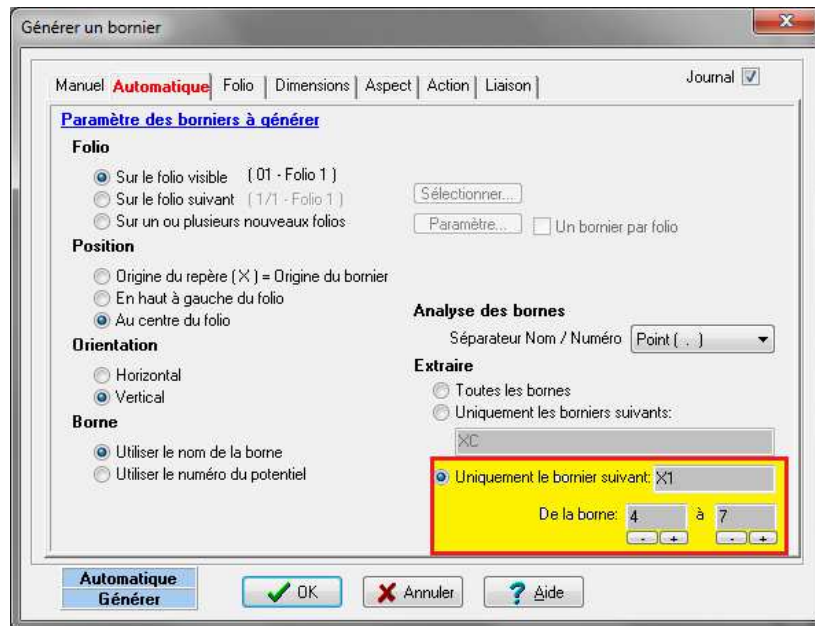 Générer un bornier
Manuel Automatique Folio Dimensions Aspect Action Liaison
Journal
Paramètre des borniers à générer
Folio
Sur le folio visible ( 01 - Folio 1 )
Sur le folio suivant ( 1/1 - Folio 1 )
Sélectionner...
Sur un ou plusieurs nouveaux folios
Paramètre... Un bornier par folio
Position
Origine du repère ( X ) = Origine du bornier
En haut à gauche du folio
Au centre du folio
Orientation
Horizontal
Vertical
Borne
Utiliser le nom de la borne
Utiliser le numéro du potentiel
Analyse des bornes
Séparateur Nom / Numéro Point ( . )
Extraire
Toutes les bornes
Uniquement les borniers suivants:
XC
Uniquement le bornier suivant: X1
De la borne: 4 à 7
- + - +
Automatique
Générer
OK Annuler ? Aide